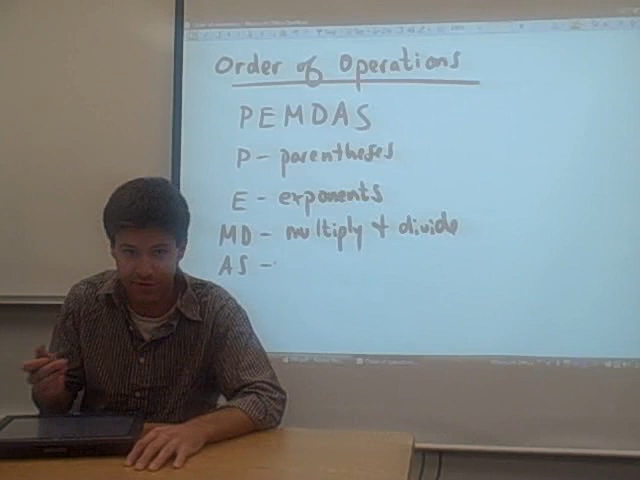 Order of Operations
PEMDAS
P - parentheses
E - exponents
MD - multiply + divide
AS -